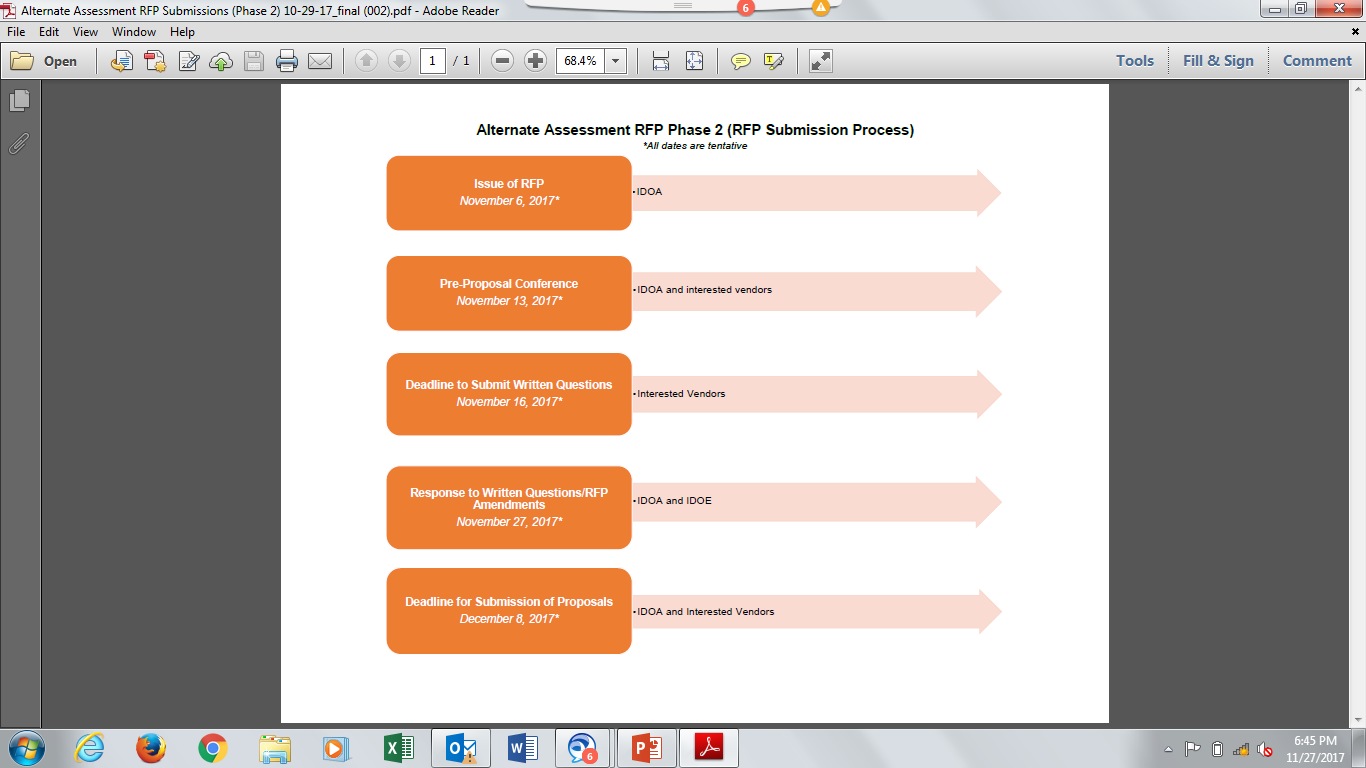 Alternate Assessment RFP Submissions (Phase 2) 10-29-17_final (002).pdf - Adobe Reader
6
File Edit View Window Help
Open
1 / 1
68.4%
Tools Fill & Sign Comment
Alternate Assessment RFP Phase 2 (RFP Submission Process)
*All dates are tentative
Issue of RFP
November 6, 2017*
•IDOA
Pre-Proposal Conference
November 13, 2017*
•IDOA and interested vendors
Deadline to Submit Written Questions
November 16, 2017*
•Interested Vendors
Response to Written Questions/RFP
Amendments
November 27, 2017*
•IDOA and IDOE
Deadline for Submission of Proposals
December 8, 2017*
•IDOA and Interested Vendors
6
6:45 PM
11/27/2017